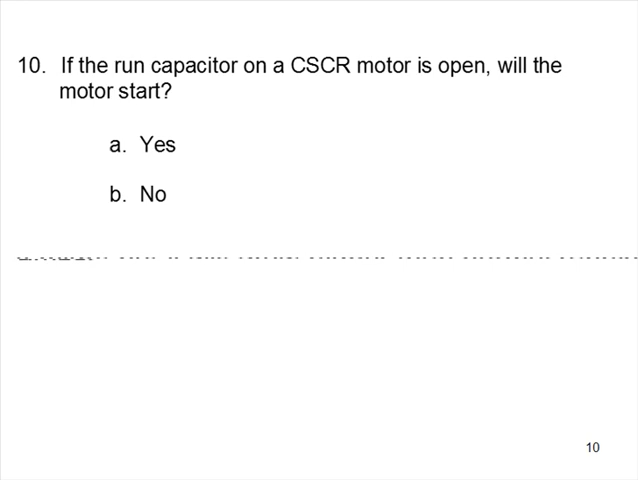 10. If the run capacitor on a CSCR motor is open, will the
motor start?
a. Yes
b. No
10